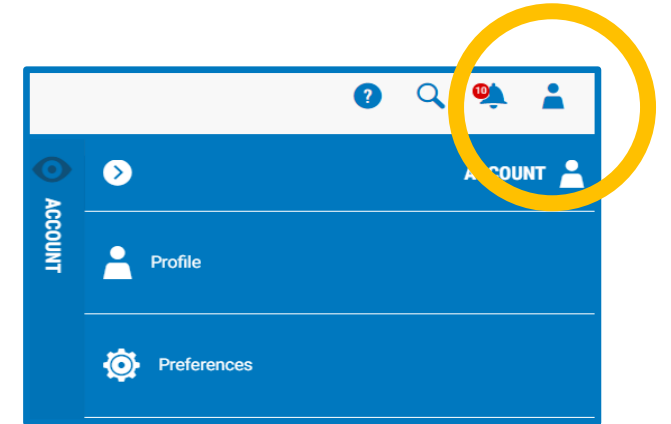 ?
10
ACCOUNT
ACCOUNT
Profile
Preferences